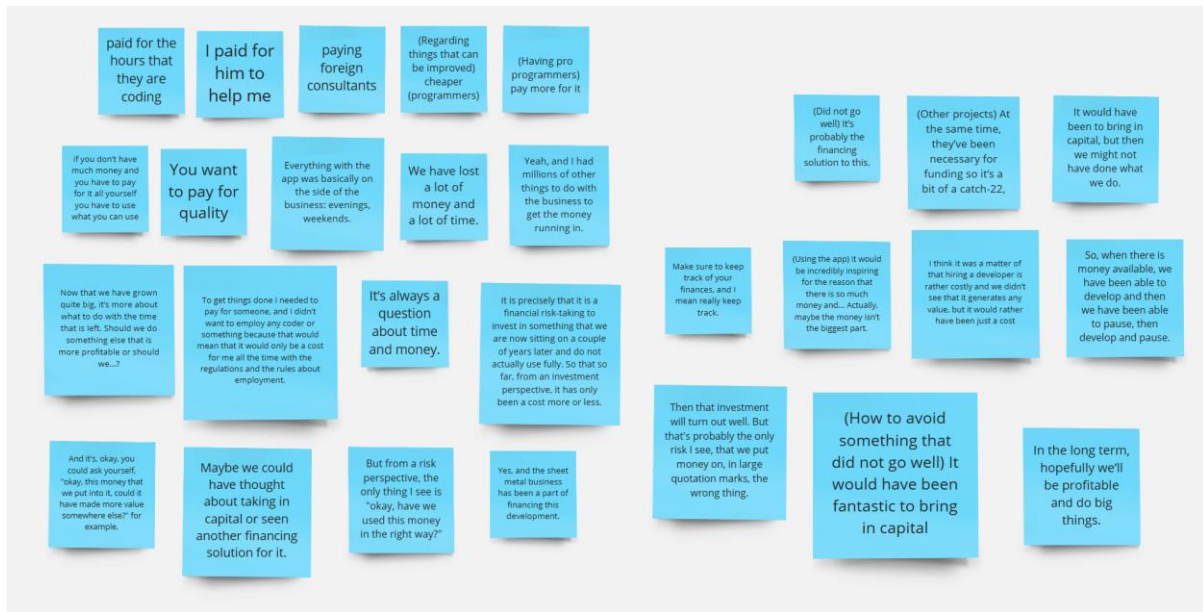 paid for the
hours that
they are
coding
I paid for
him to
help me
paying
foreign
consultants
(Regarding
things that can
be improved)
cheaper
(programmers)
(Having pro
programmers)
pay more for it
if you don't have
much money and
you have to pay
for it all yourself
you have to use
what you can use
You want
to pay for
quality
Everything with the
app was basically on
the side of the
business: evenings,
weekends.
We have lost
a lot of
money and
a lot of time.
Yeah, and I had
millions of other
things to do with
the business to
get the money
running in.
Now that we have grown
quite big, it's more about
what to do with the time
that is left. Should we do
something else that
is more profitable or should
we...?
To get things done I needed to
pay for someone, and I didn't
want to employ any coder or
something because that would
mean that it would only be a cost
for me all the time with the
regulations and the rules about
employment.
It's always a
question about
time and
money.
It is precisely that it is a
financial risk-taking to
invest in something that we
are now sitting on a couple
of years later and do not
actually use fully. So that so
far, from an investment
perspective, it has only
been a cost more or less.
And it's, okay, you
could ask yourself,
"okay, this money that
we put into it, could it
have made more value
somewhere else?" for
example.
Maybe we could
have thought
about taking in
capital or seen
another financing
solution for it.
But from a risk
perspective, the
only thing I see is
"okay, have we
used this money
in the right way?"
Yes, and the sheet
metal business
has been a part of
financing this
development.
(Did not go
well) It's
probably the
financing
solution to this.
(Other projects) At
the same time,
they've been
necessary for
funding so it's a
bit of a catch-22,
It would have
been to bring in
capital, but then
we might not
have done what
we do.
Make sure to keep
track of your
finances, and I
mean really keep
track.
(Using the app) it would
be incredibly inspiring
for the reason that
there is so much
money and... Actually,
maybe the money isn't
the biggest part.
I think it was a matter of
that hiring a developer is
rather costly and we didn't
see that it generates any
value, but it would rather
have been just a cost
So, when there is
money available, we
have been able to
develop and then
we have been able
to pause, then
develop and pause.
Then that investment
will turn out well. But
that's probably the only
risk I see, that we put
money on, in large
quotation marks, the
wrong thing.
(How to avoid
something that
did not go well) It
would have been
fantastic to bring
in capital
In the long term,
hopefully we'll
be profitable
and do big
things.